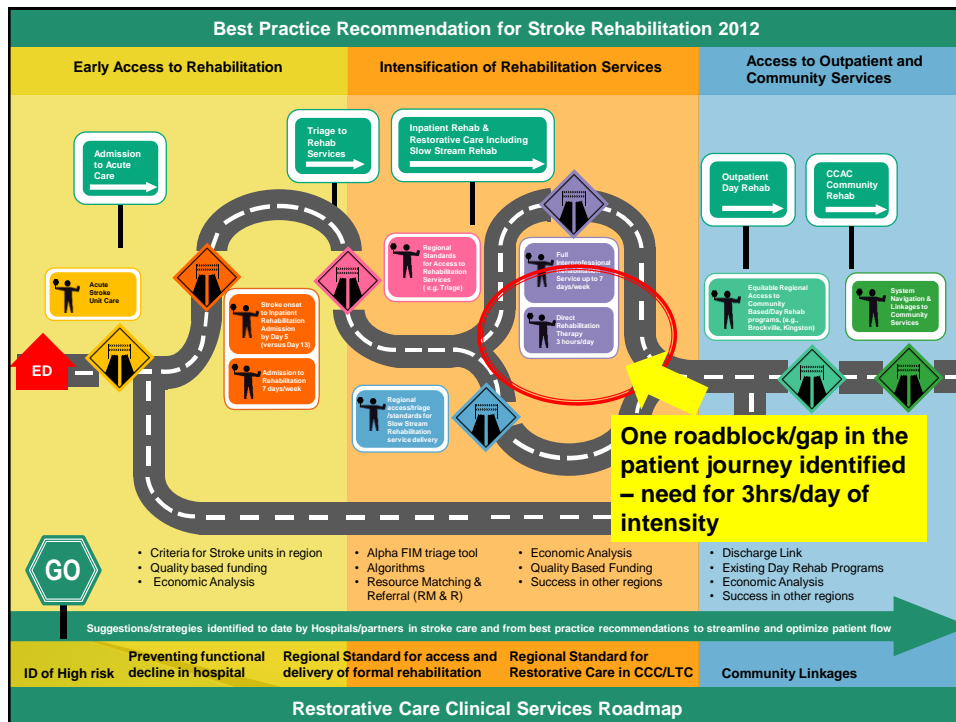 Best Practice Recommendation for Stroke Rehabilitation 2012
Early Access to Rehabilitation
Intensification of Rehabilitation Services
Access to Outpatient and
Community Services
Admission
to Acute
Care
Triage to
Rehab
Services
Inpatient Rehab &
Restorative Care Including
Slow Stream Rehab
Outpatient
Day Rehab
CCAC
Community
Rehab
Acute
Stroke
Unit Care
Stroke onset
to Inpatient
Rehabilitation
Admission
by Day 5
(versus Day 13)
Admission to
Rehabilitation
7 days/week
Regional
Standards
for Access to
Rehabilitation
Services
( e.g. Triage)
Full
Interprofessional
Rehabilitation
Service up to 7
days/week
Direct
Rehabilitation
Therapy
3 hours/day
Regional
access/triage
/standards for
Slow Stream
Rehabilitation
service delivery
Equitable Regional
Access to
Community
Based/Day Rehab
programs, (e.g.,
Brockville, Kingston)
System
Navigation &
Linkages to
Community
Services
ED
One roadblock/gap in the
patient journey identified
– need for 3hrs/day of
intensity
GO
• Criteria for Stroke units in region
• Quality based funding
• Economic Analysis
• Alpha FIM triage tool
• Algorithms
• Resource Matching &
Referral (RM & R)
• Economic Analysis
• Quality Based Funding
• Success in other regions
• Discharge Link
• Existing Day Rehab Programs
• Economic Analysis
• Success in other regions
Suggestions/strategies identified to date by Hospitals/partners in stroke care and from best practice recommendations to streamline and optimize patient flow
ID of High risk
Preventing functional
decline in hospital
Regional Standard for access and
delivery of formal rehabilitation
Regional Standard for
Restorative Care in CCC/LTC
Community Linkages
Restorative Care Clinical Services Roadmap